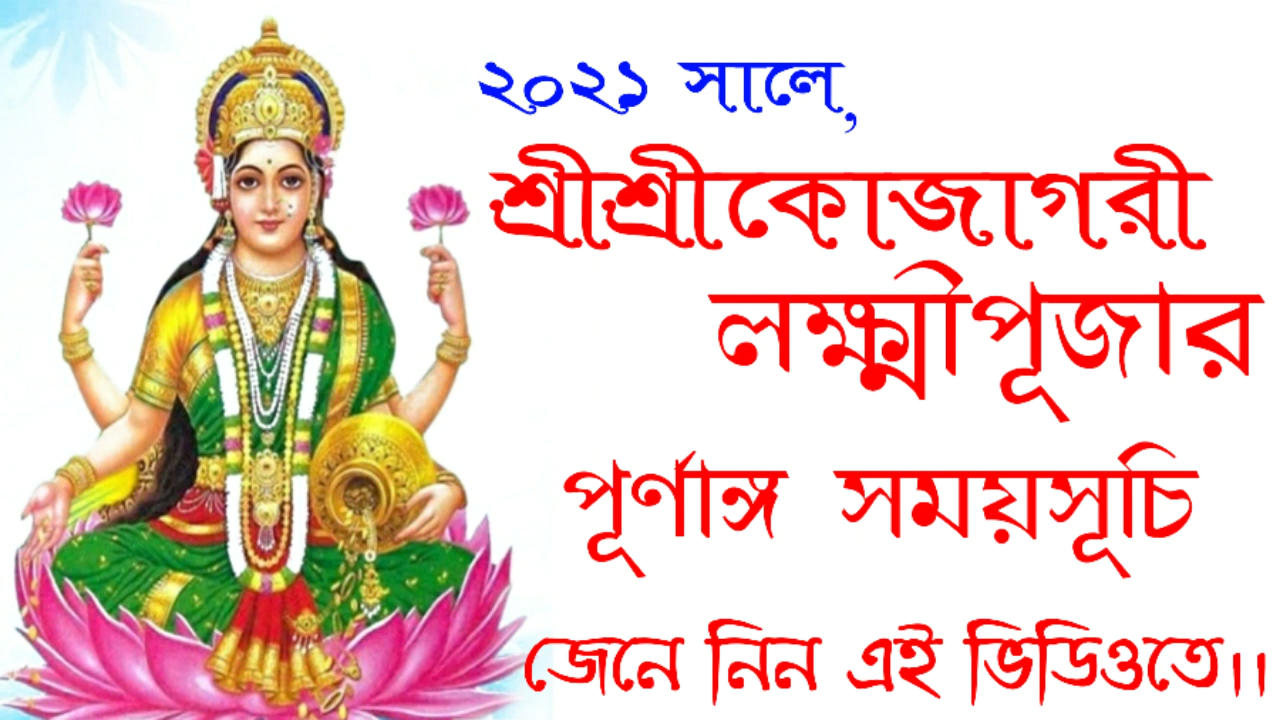 ২০২১ সালে,
শ্রীশ্রীকোজাগরী
লক্ষ্মীপূজার
পূর্ণাঙ্গ সময়সূচি
জেনে নিন এই ভিডিওতে।।